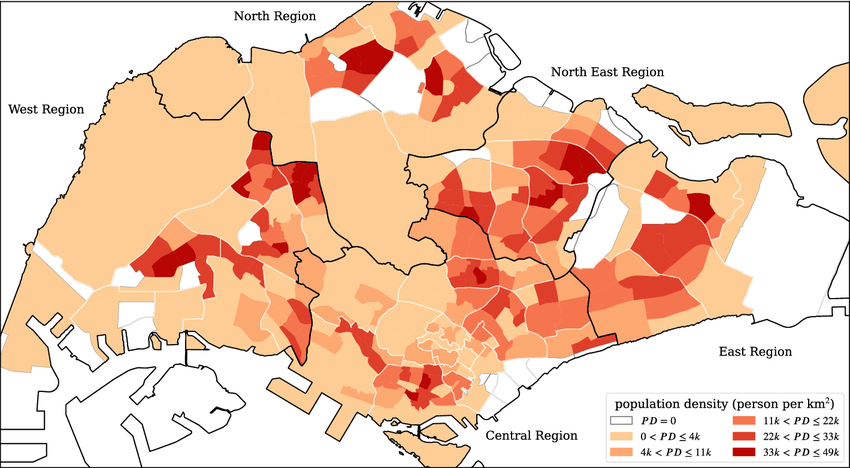 North Region
North East Region
West Region
East Region
Central Region
population density (person per km²)
PD = 0
0 < PD ≤ 4k
4k < PD ≤ 11k
11k < PD ≤ 22k
22k < PD ≤ 33k
33k < PD ≤ 49k